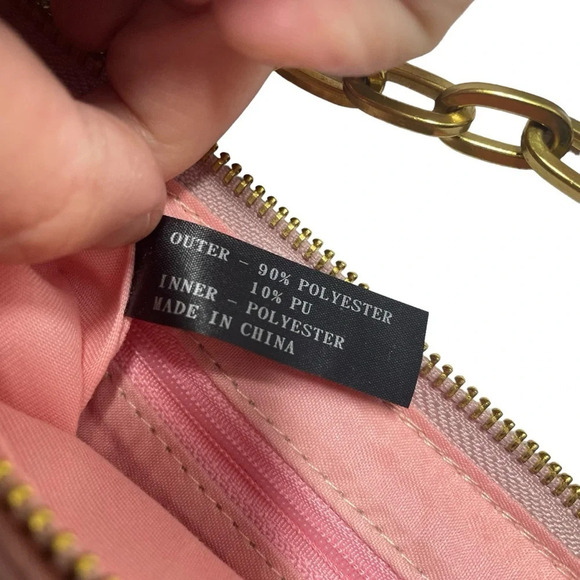 OUTER - 90% POLYESTER
10% PU
INNER - POLYESTER
MADE IN CHINA